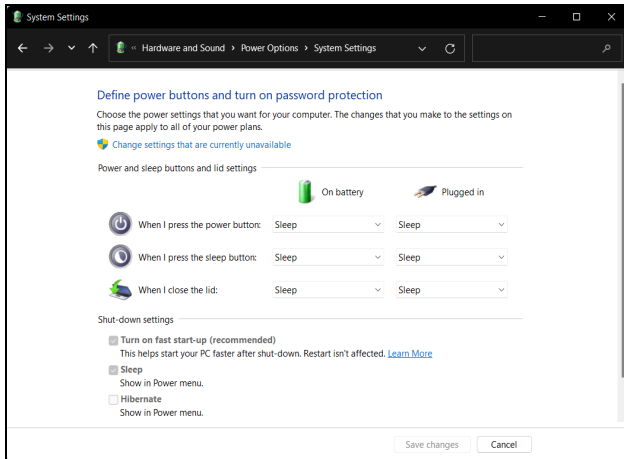 System Settings
« Hardware and Sound > Power Options > System Settings
Define power buttons and turn on password protection
Choose the power settings that you want for your computer. The changes that you make to the settings on
this page apply to all of your power plans.
Change settings that are currently unavailable
Power and sleep buttons and lid settings
On battery Plugged in
When I press the power button: Sleep Sleep
When I press the sleep button: Sleep Sleep
When I close the lid: Sleep Sleep
Shut-down settings
Turn on fast start-up (recommended)
This helps start your PC faster after shut-down. Restart isn't affected. Learn More
Sleep
Show in Power menu.
Hibernate
Show in Power menu.
Save changes Cancel